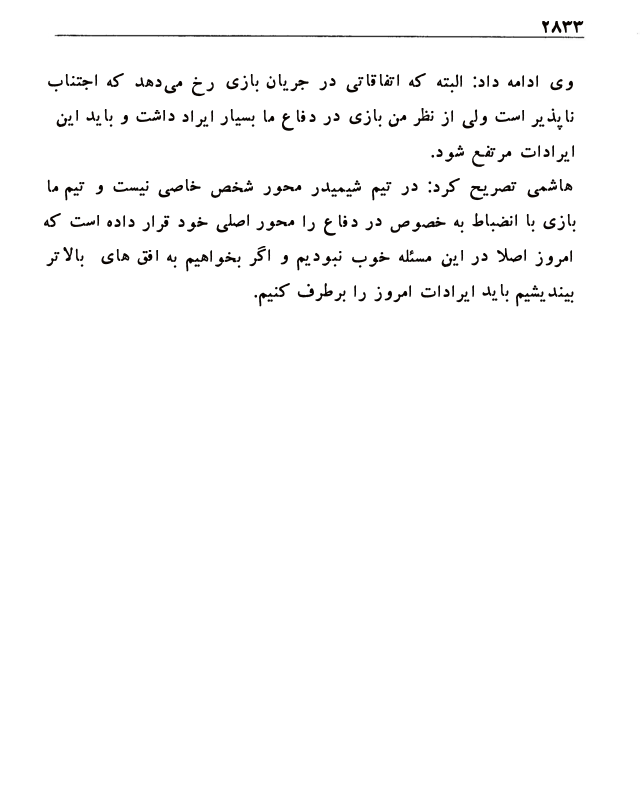 ۲۸۳۳
وی ادامه داد: البته که اتفاقاتی در جریان بازی رخ می‌دهد که اجتناب
ناپذیر است ولی از نظر من بازی در دفاع ما بسیار ایراد داشت و باید این
ایرادات مرتفع شود.
هاشمی تصریح کرد: در تیم شیمیدر محور شخص خاصی نیست و تیم ما
بازی با انضباط به خصوص در دفاع را محور اصلی خود قرار داده است که
امروز اصلا در این مسئله خوب نبودیم و اگر بخواهیم به افق های بالاتر
بیندیشیم باید ایرادات امروز را برطرف کنیم.